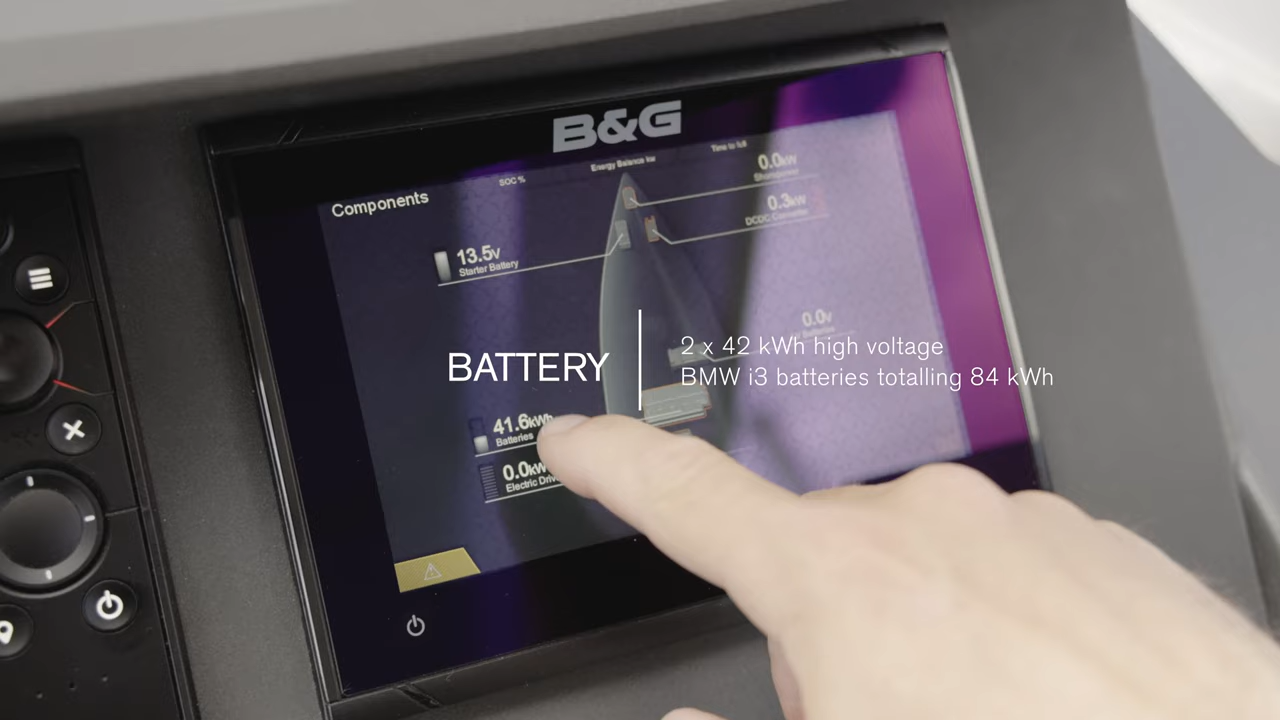 B&G
Components
SOC %
Energy Balance kw
Time to full
0.0kW
Shorepower
0.3kW
DCDC Converter
13.5v
Starter Battery
0.0v
Batteries
BATTERY
2 x 42 kWh high voltage
BMW i3 batteries totalling 84 kWh
41.6kWh
Batteries
0.0kW
Electric Drive